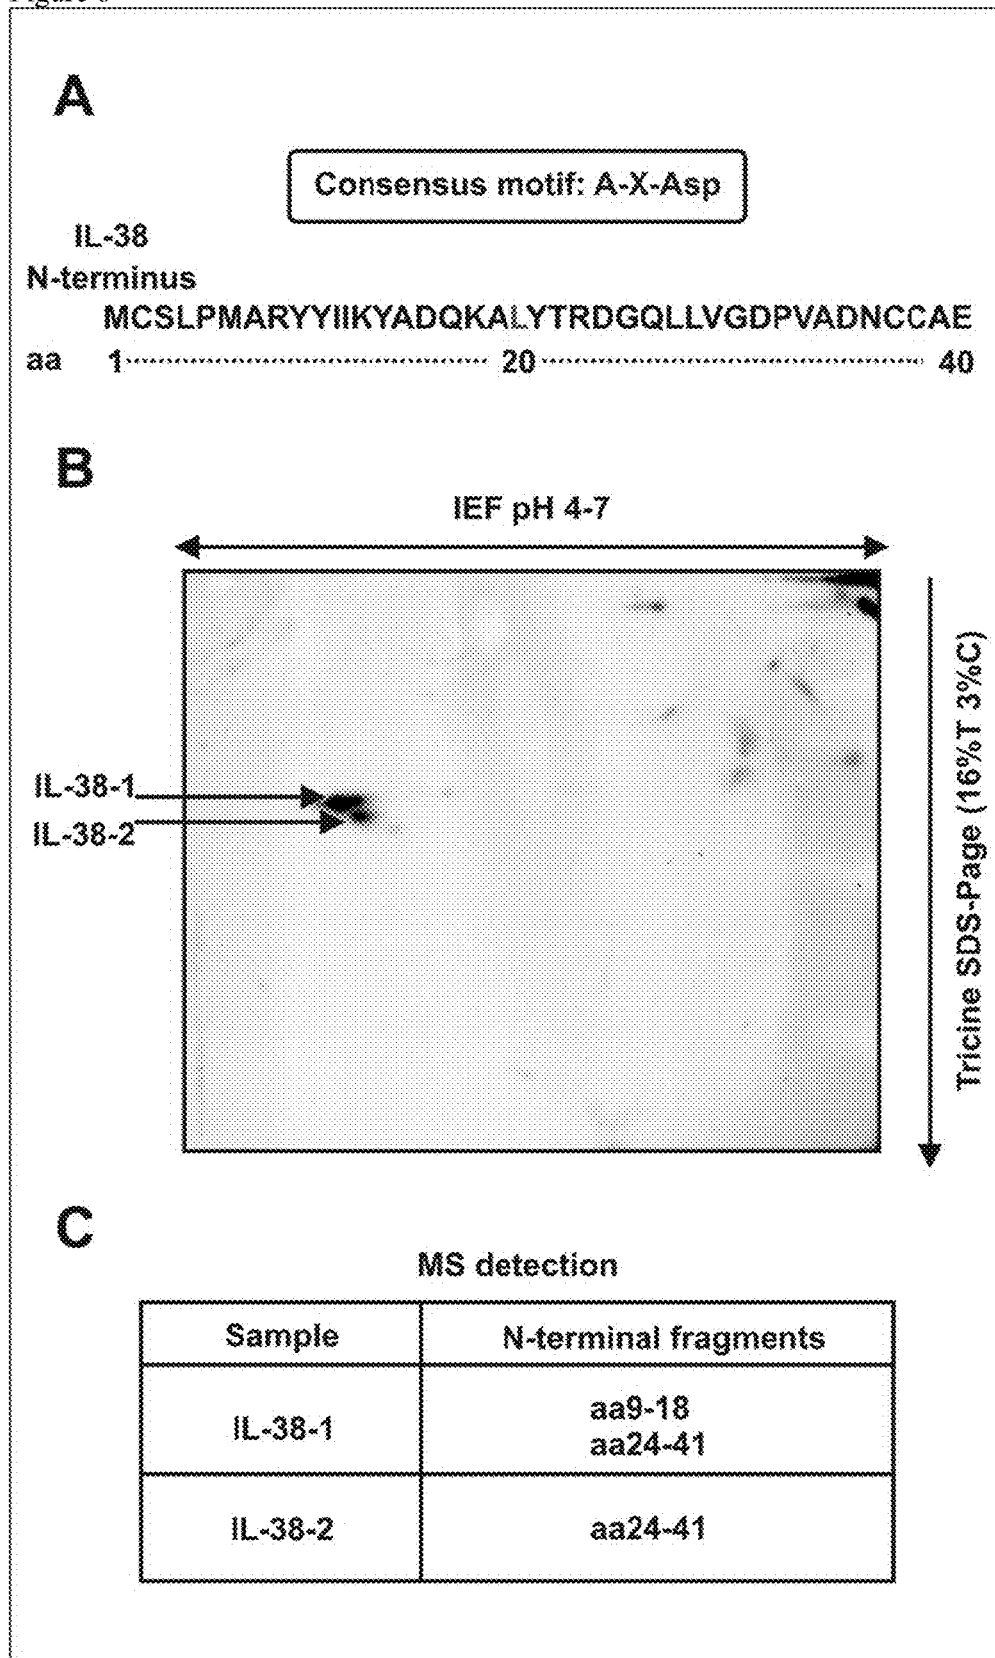 A
Consensus motif: A-X-Asp
IL-38
N-terminus
MCSLPMARYYIIKYADQKALYTRDGQLLVGDPVADNCCAE
aa 1 20 40
B
IEF pH 4-7
IL-38-1
IL-38-2
Tricine SDS-Page (16%T 3%C)
C
MS detection
Sample N-terminal fragments
IL-38-1
aa9-18
aa24-41
IL-38-2 aa24-41